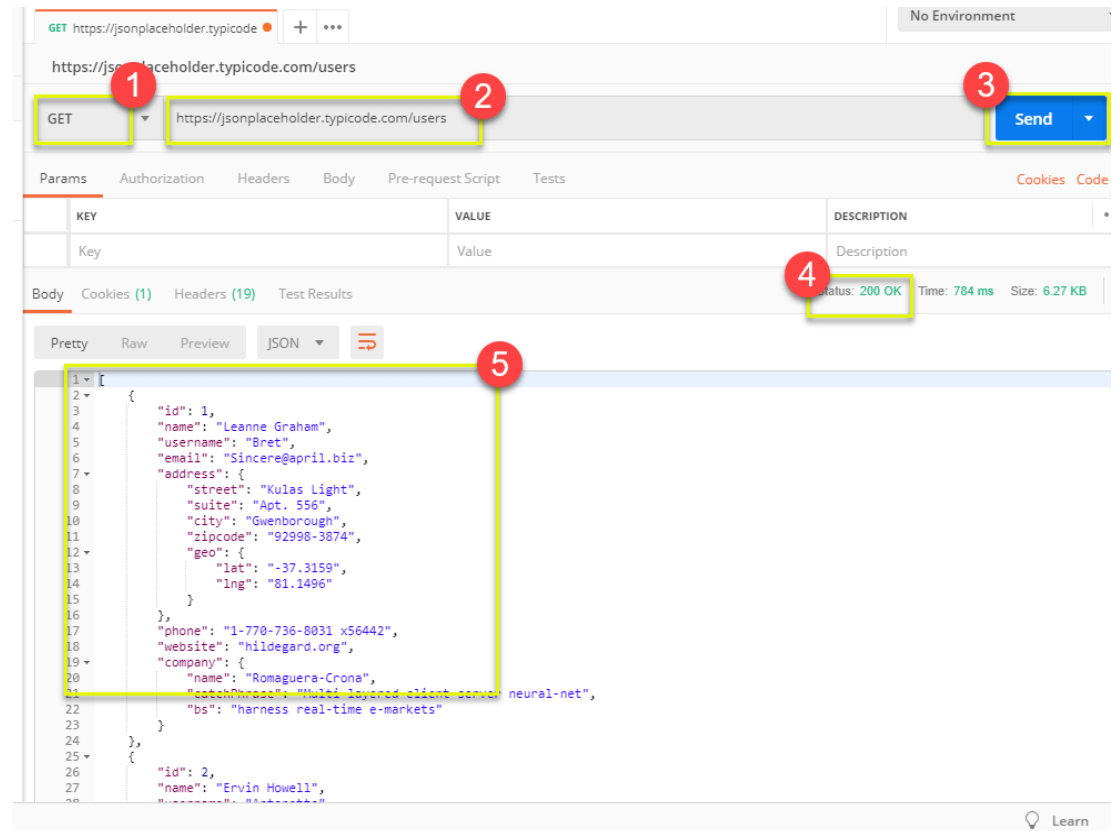 GET https://jsonplaceholder.typicode + ••• No Environment
https://jsonplaceholder.typicode.com/users
1 2 3
GET https://jsonplaceholder.typicode.com/users Send
Params Authorization Headers Body Pre-request Script Tests Cookies Code
KEY VALUE DESCRIPTION
Key Value Description
4
Body Cookies (1) Headers (19) Test Results Status: 200 OK Time: 784 ms Size: 6.27 KB
Pretty Raw Preview JSON
5
1 [
2 {
3 "id": 1,
4 "name": "Leanne Graham",
5 "username": "Bret",
6 "email": "Sincere@april.biz",
7 "address": {
8 "street": "Kulas Light",
9 "suite": "Apt. 556",
10 "city": "Gwenborough",
11 "zipcode": "92998-3874",
12 "geo": {
13 "lat": "-37.3159",
14 "lng": "81.1496"
15 }
16 },
17 "phone": "1-770-736-8031 x56442",
18 "website": "hildegard.org",
19 "company": {
20 "name": "Romaguera-Crona",
21 "catchPhrase": "Multi-layered client-server neural-net",
22 "bs": "harness real-time e-markets"
23 }
24 },
25 {
26 "id": 2,
27 "name": "Ervin Howell",
28 "username": "Antonette"
Learn